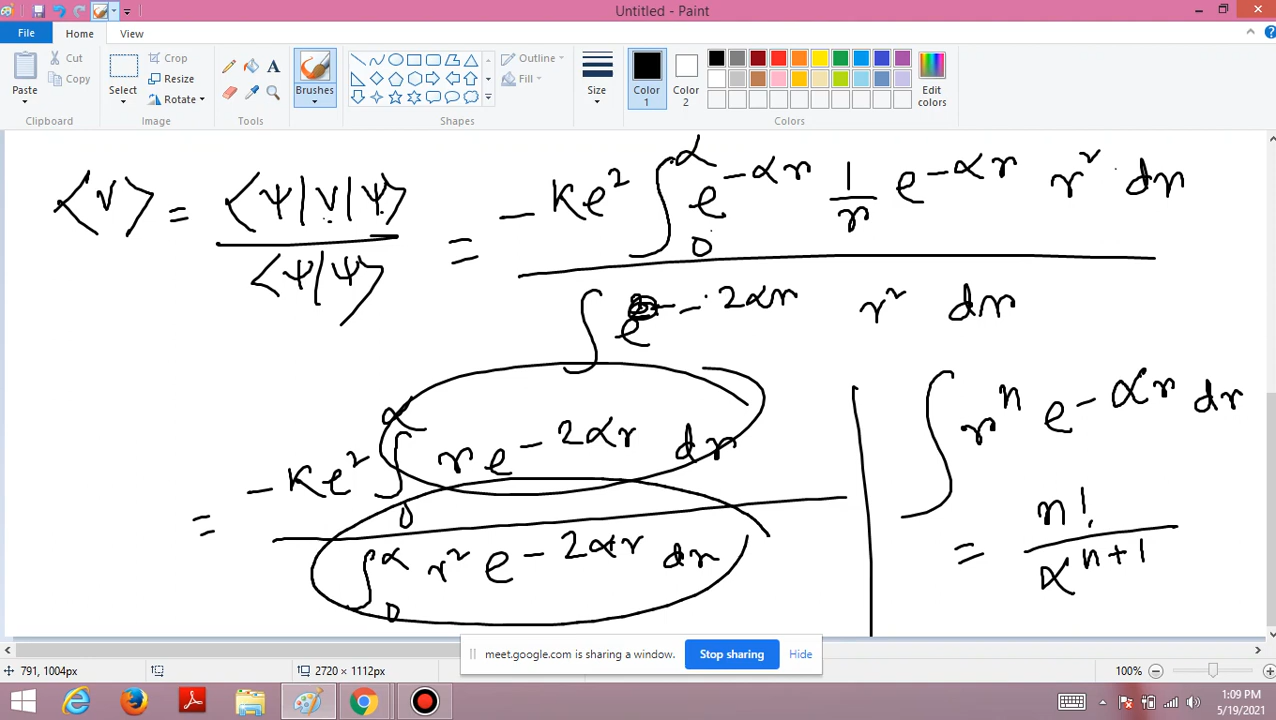 Untitled - Paint
File Home View
Paste Cut Copy Select Crop Resize Rotate A Brushes Outline Fill Size Color 1 Color 2 Edit colors
Clipboard Image Tools Shapes Colors
<V> = <Ψ|V|Ψ> / <Ψ|Ψ> = -Ke² ∫₀^α e^{-αr} 1/r e^{-αr} r² dr
∫ e^{-2αr} r² dr
= -Ke² ∫₀^α r e^{-2αr} dr
∫₀^α r² e^{-2αr} dr
∫ r^n e^{-αr} dr
= n! / α^{n+1}
meet.google.com is sharing a window. Stop sharing Hide
791, 1004px 2720 × 1112px 100%
1:09 PM
5/19/2021